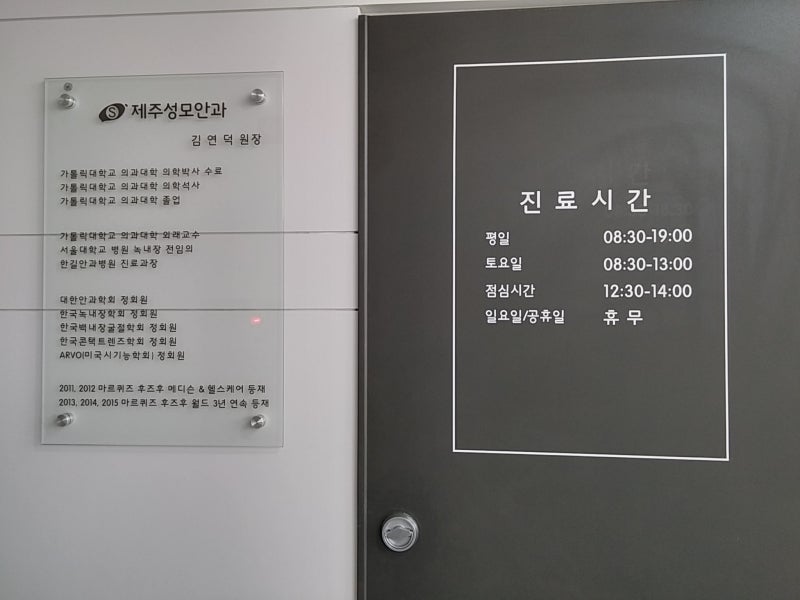 S 제주성모안과
김연덕 원장
가톨릭대학교 의과대학 의학박사 수료
가톨릭대학교 의과대학 의학석사
가톨릭대학교 의과대학 졸업
가톨릭대학교 의과대학 외래교수
서울대학교 병원 녹내장 전임의
한길안과병원 진료과장
대한안과학회 정회원
한국녹내장학회 정회원
한국백내장굴절학회 정회원
한국콘택트렌즈학회 정회원
ARVO(미국시기능학회) 정회원
2011, 2012 마르퀴즈 후즈후 메디슨 & 헬스케어 등재
2013, 2014, 2015 마르퀴즈 후즈후 월드 3년 연속 등재
진료시간
평일 08:30-19:00
토요일 08:30-13:00
점심시간 12:30-14:00
일요일/공휴일 휴무